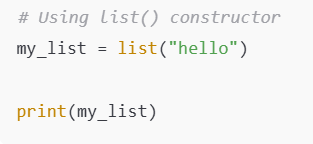 # Using list() constructor
my_list = list("hello")
print(my_list)